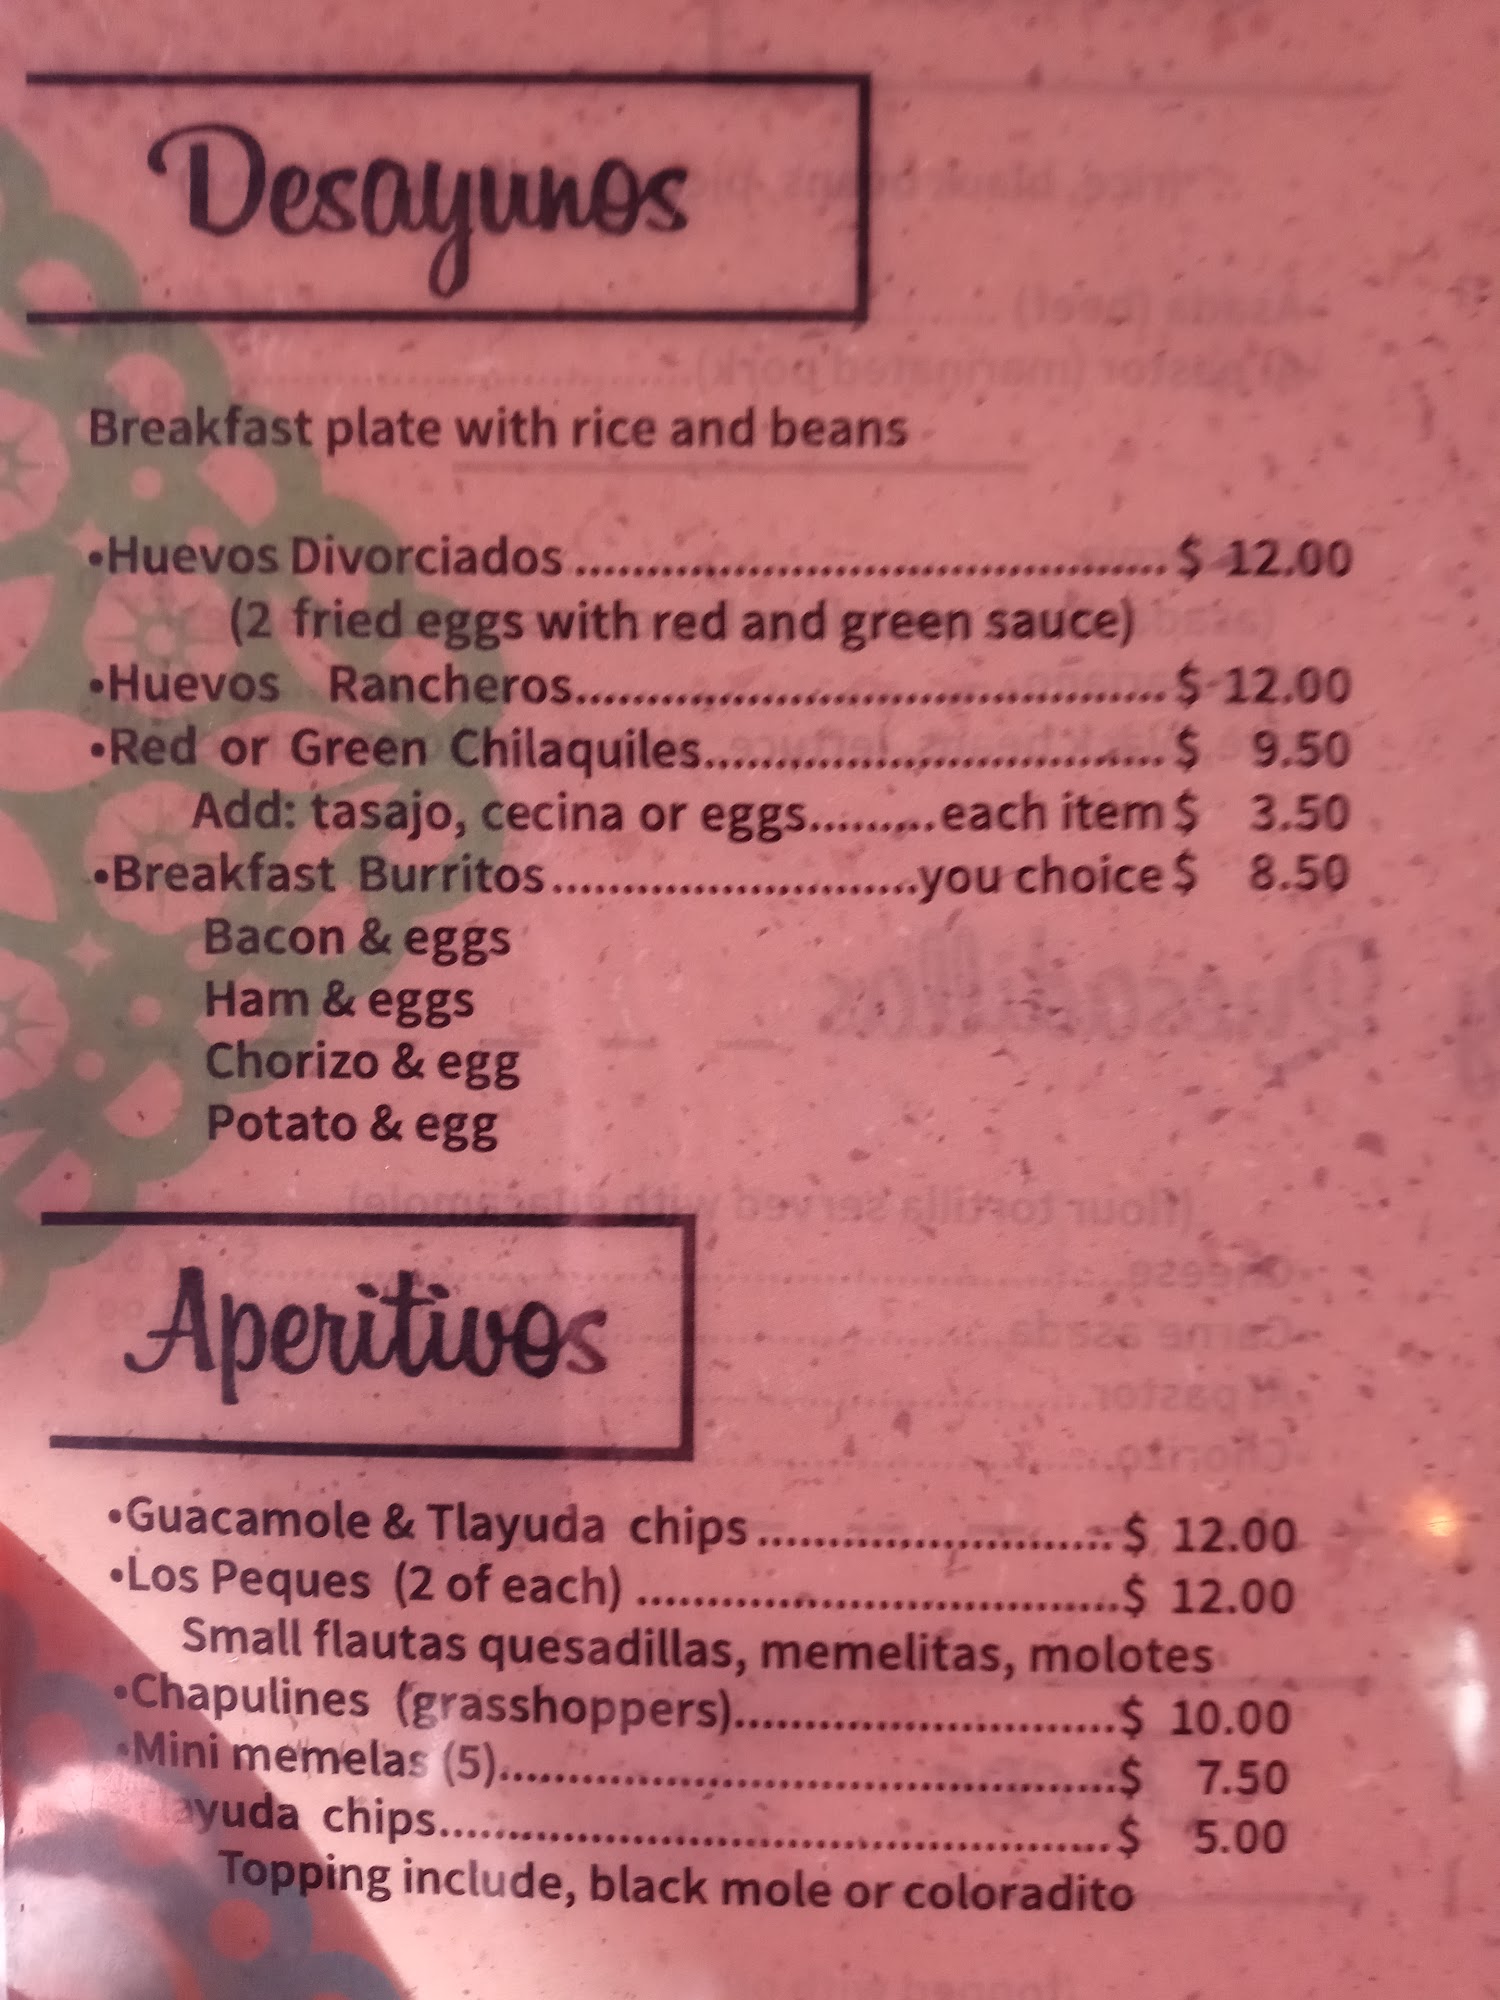 Desayunos
Breakfast plate with rice and beans
•Huevos Divorciados..........................................$ 12.00
(2 fried eggs with red and green sauce)
•Huevos Rancheros..........................................$ 12.00
•Red or Green Chilaquiles.................................$ 9.50
Add: tasajo, cecina or eggs.........each item $ 3.50
•Breakfast Burritos..........................you choice $ 8.50
Bacon & eggs
Ham & eggs
Chorizo & egg
Potato & egg
Aperitivos
•Guacamole & Tlayuda chips.........................$ 12.00
•Los Peques (2 of each) ..................................$ 12.00
Small flautas quesadillas, memelitas, molotes
•Chapulines (grasshoppers)...........................$ 10.00
•Mini memelas (5)............................................$ 7.50
ayuda chips...............................................$ 5.00
Topping include, black mole or coloradito